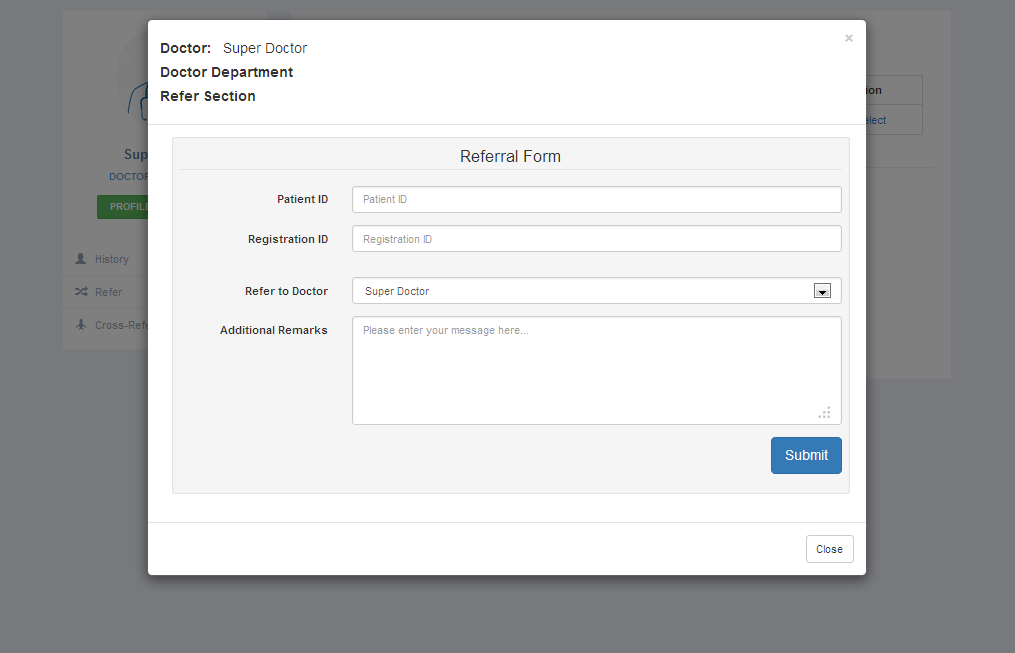 ×
Doctor: Super Doctor
Doctor Department
Refer Section
Referral Form
Patient ID Patient ID
Registration ID Registration ID
Refer to Doctor Super Doctor
Additional Remarks Please enter your message here...
Submit
Close
Sup
DOCTOR
PROFILE
History
Refer
Cross-Refe
ion
elect